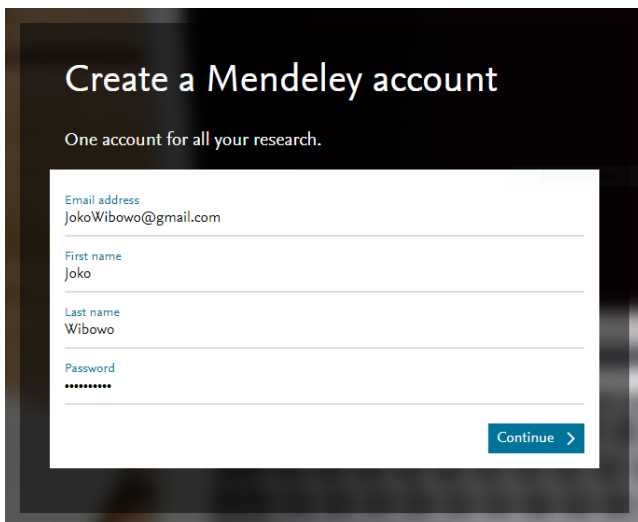 Create a Mendeley account
One account for all your research.
Email address
JokoWibowo@gmail.com
First name
Joko
Last name
Wibowo
Password
••••••••••
Continue